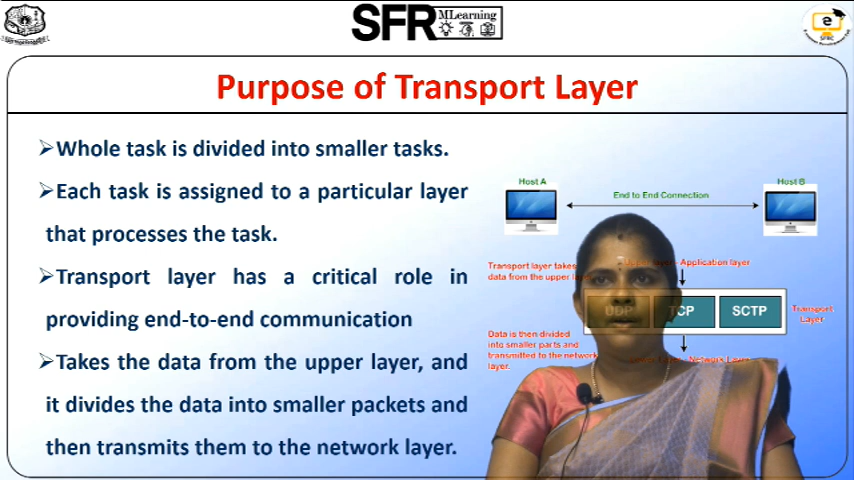 SFR MLearning
Purpose of Transport Layer
➢Whole task is divided into smaller tasks.
➢Each task is assigned to a particular layer
that processes the task.
➢Transport layer has a critical role in
providing end-to-end communication
➢Takes the data from the upper layer, and
it divides the data into smaller packets and
then transmits them to the network layer.
Host A
Host B
End to End Connection
Transport layer takes
data from the upper
Application layer
UDP TCP SCTP
Transport
Layer
Data is then divided
into smaller parts and
transmitted to the network
layer.
Network Layer